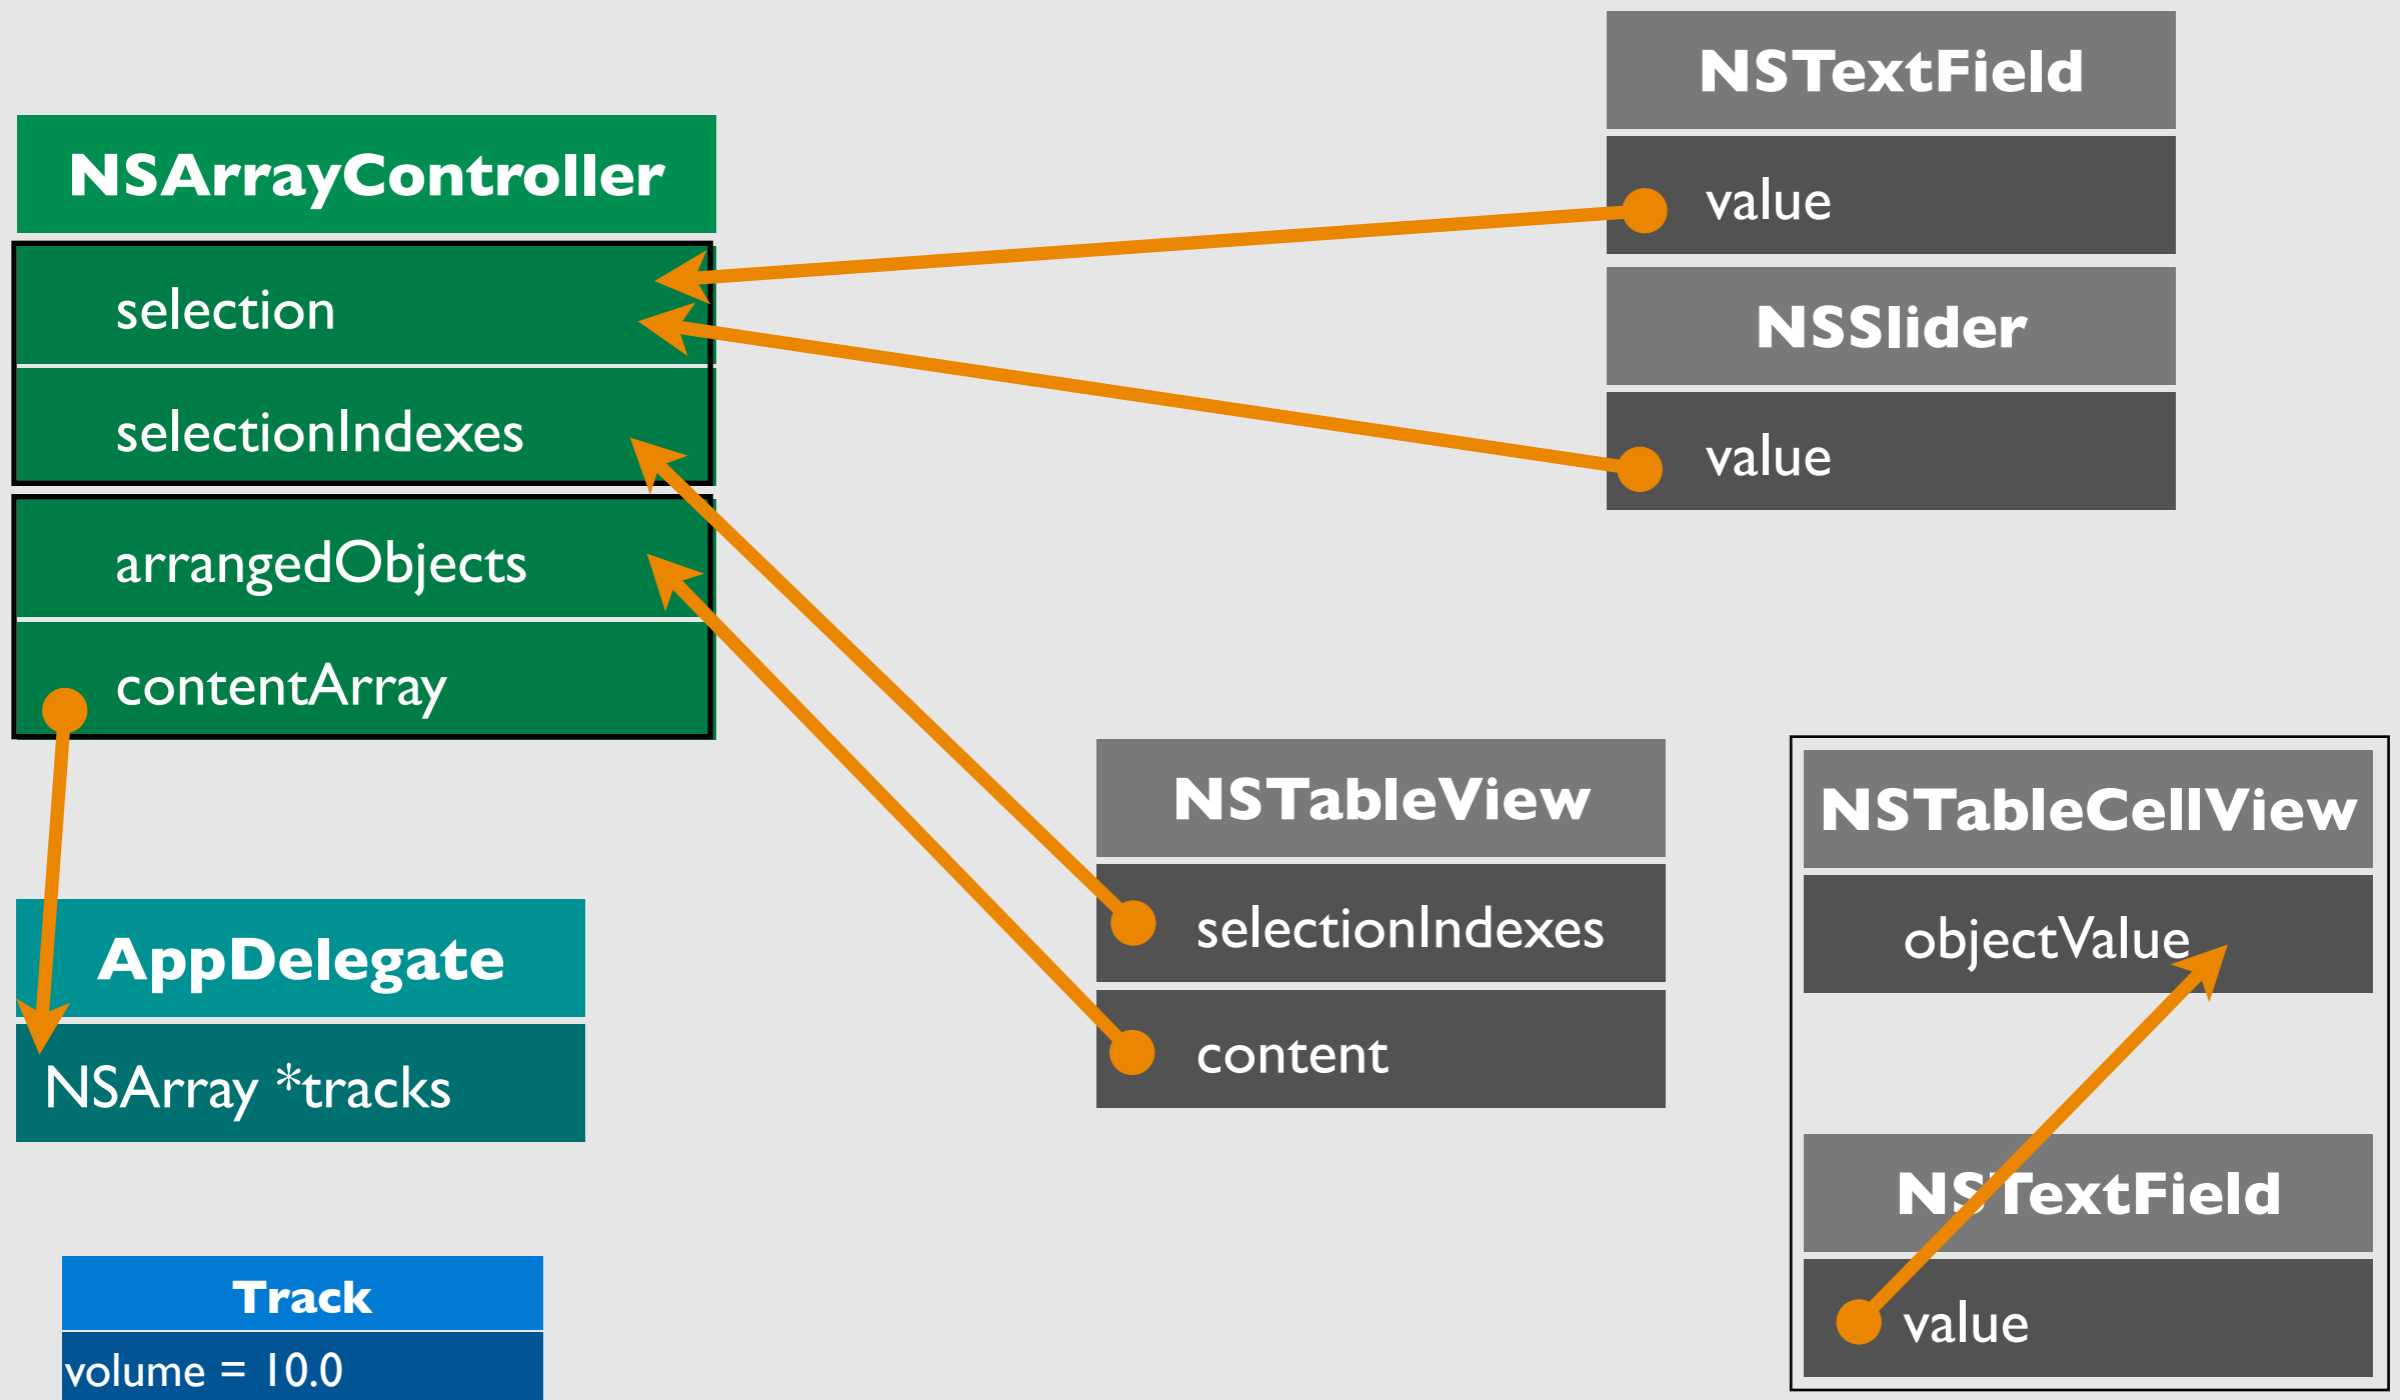 NSArrayController
selection
selectionIndexes
arrangedObjects
contentArray
AppDelegate
NSArray *tracks
Track
volume = 10.0
NSTextField
value
NSSlider
value
NSTableView
selectionIndexes
content
NSTableCellView
objectValue
NSTextField
value